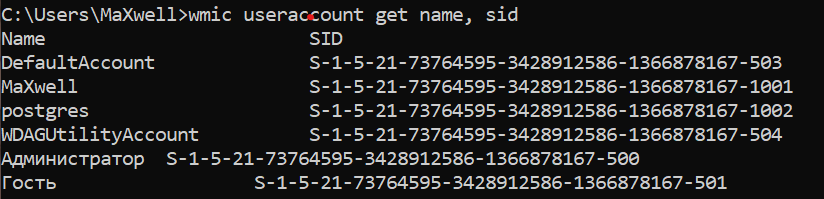 C:\Users\MaXwell>wmic useraccount get name, sid
Name SID
DefaultAccount S-1-5-21-73764595-3428912586-1366878167-503
MaXwell S-1-5-21-73764595-3428912586-1366878167-1001
postgres S-1-5-21-73764595-3428912586-1366878167-1002
WDAGUtilityAccount S-1-5-21-73764595-3428912586-1366878167-504
Администратор S-1-5-21-73764595-3428912586-1366878167-500
Гость S-1-5-21-73764595-3428912586-1366878167-501